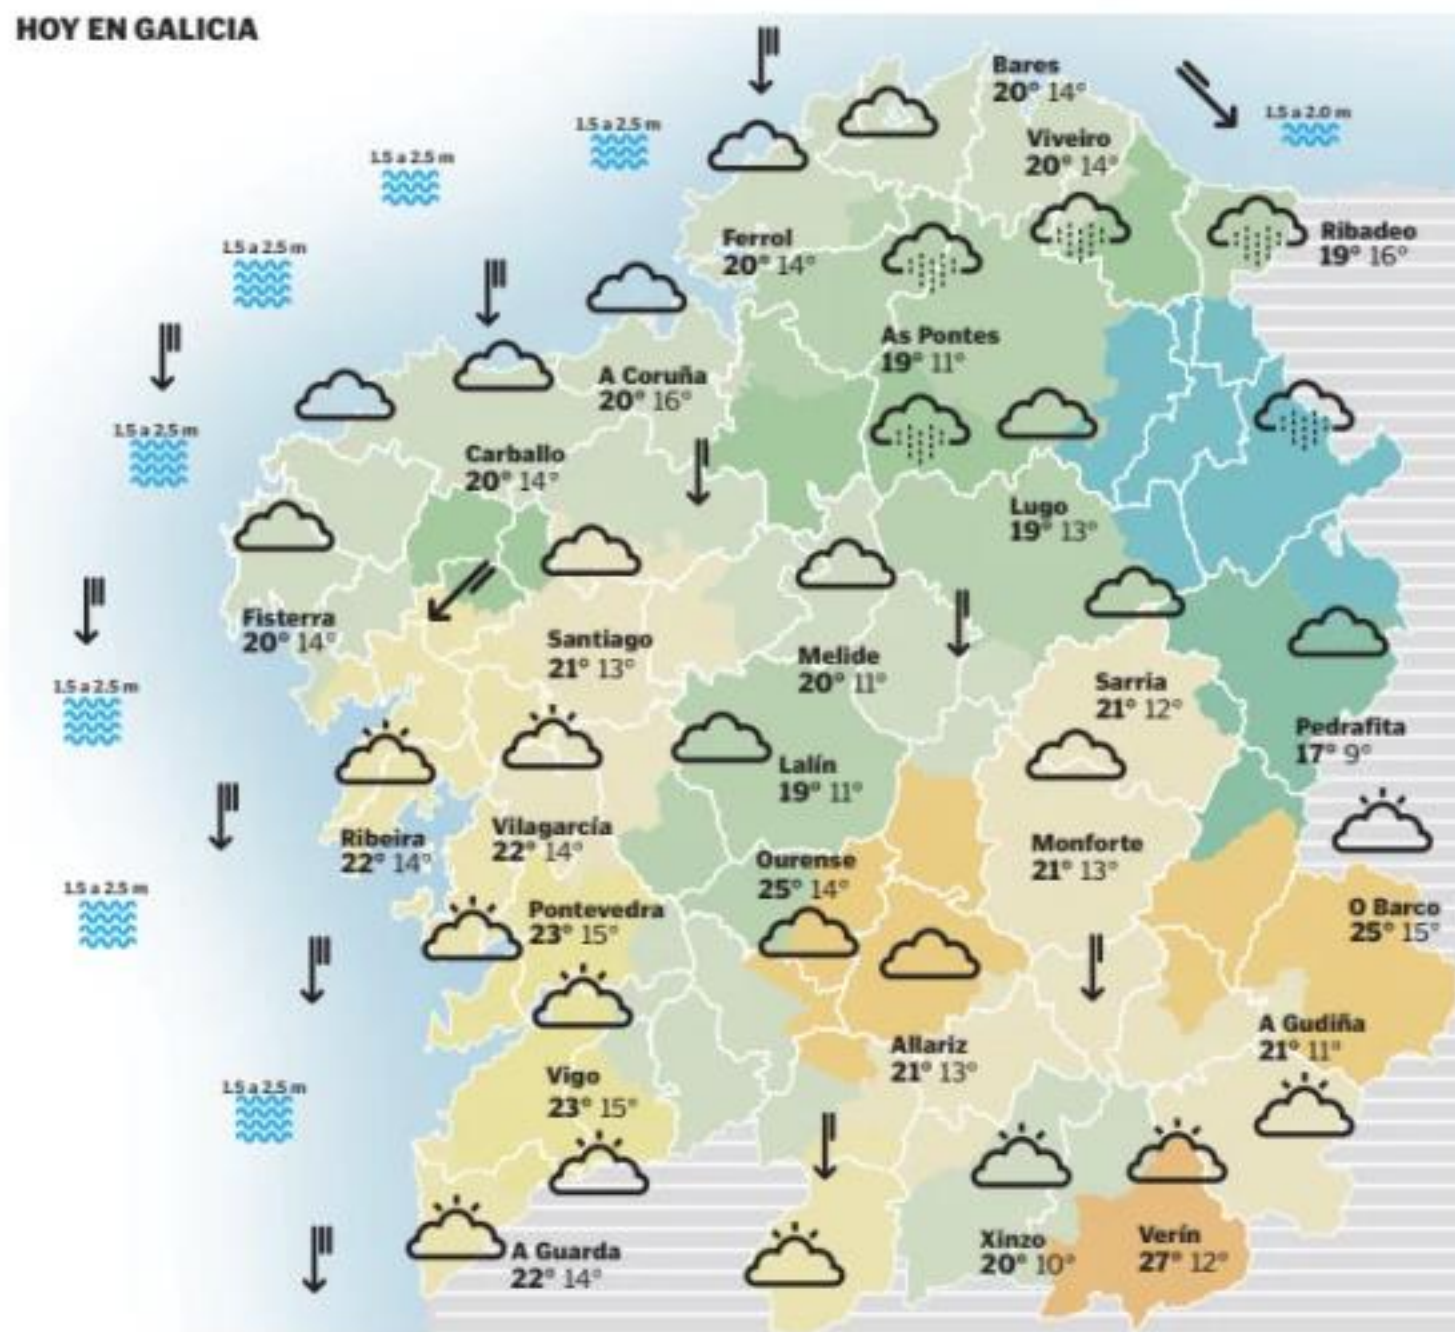 HOY EN GALICIA
Bares
20° 14°
1.5 a 2.0 m
1.5 a 2.5 m
Viveiro
20° 14°
1.5 a 2.5 m
Ribadeo
19° 16°
Ferrol
20° 14°
1.5 a 2.5 m
As Pontes
19° 11°
A Coruña
20° 16°
1.5 a 2.5 m
Carballo
20° 14°
Lugo
19° 13°
Fisterra
20° 14°
Santiago
21° 13°
Melide
20° 11°
Sarria
21° 12°
1.5 a 2.5 m
Pedrafita
17° 9°
Lalín
19° 11°
Ribeira
22° 14°
Vilagarcía
22° 14°
Monforte
21° 13°
Ourense
25° 14°
1.5 a 2.5 m
Pontevedra
23° 15°
O Barco
25° 15°
A Gudiña
21° 11°
Allariz
21° 13°
Vigo
23° 15°
1.5 a 2.5 m
A Guarda
22° 14°
Xinzo
20° 10°
Verín
27° 12°